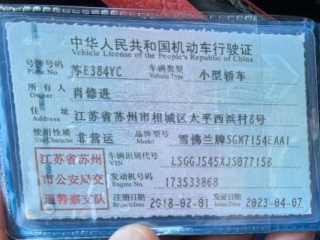 中华人民共和国机动车行驶证
Vehicle License of the People's Republic of China
号牌号码 苏E384YC 车辆类型 小型轿车
Plate No. Vehicle Type
所有人 肖修进
Owner
住址 江苏省苏州市相城区太平西浜村8号
Address
使用性质 非营运 品牌型号 雪佛兰牌SGM7154EAA1
Use Character Model
江苏省苏州
市公安局交
通警察支队
车辆识别代号 LSGGJ545XJS077158
VIN
发动机号码 173533868
Engine No.
注册日期 2018-02-01 发证日期 2023-04-07
Register Date Issue Date